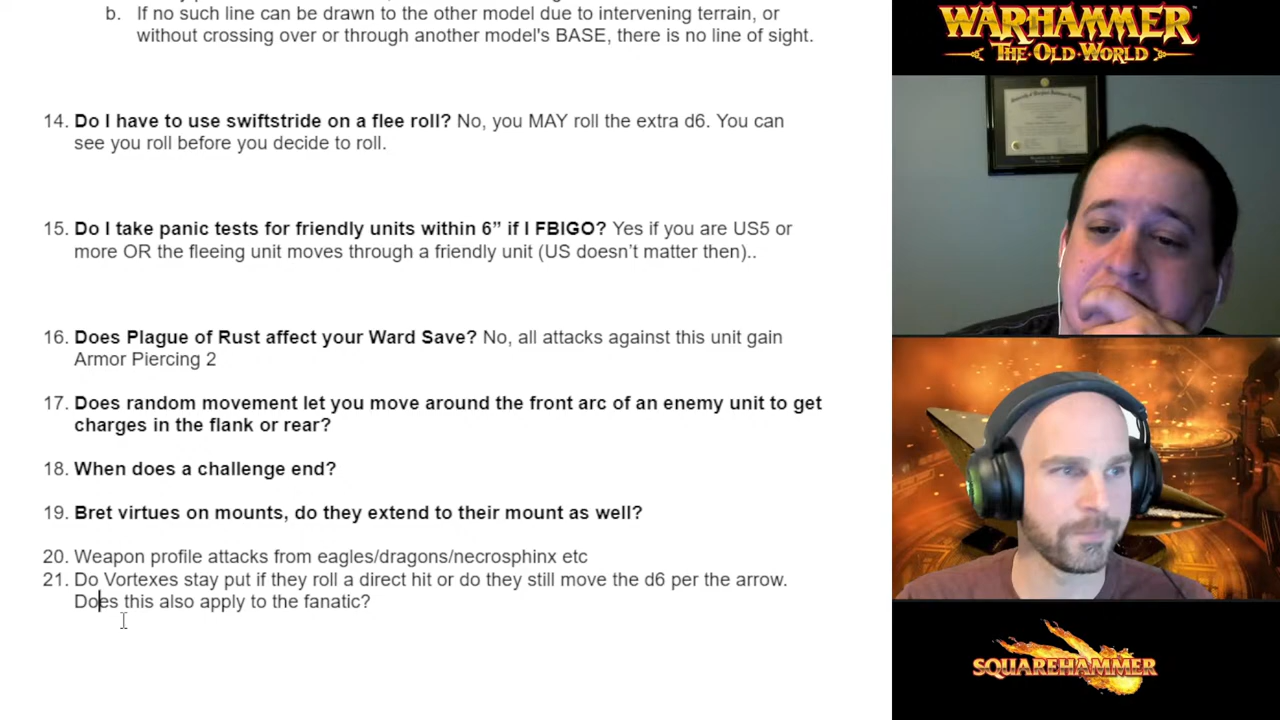 b. If no such line can be drawn to the other model due to intervening terrain, or
without crossing over or through another model's BASE, there is no line of sight.
14. Do I have to use swiftstride on a flee roll? No, you MAY roll the extra d6. You can
see you roll before you decide to roll.
15. Do I take panic tests for friendly units within 6” if I FBIGO? Yes if you are US5 or
more OR the fleeing unit moves through a friendly unit (US doesn’t matter then)..
16. Does Plague of Rust affect your Ward Save? No, all attacks against this unit gain
Armor Piercing 2
17. Does random movement let you move around the front arc of an enemy unit to get
charges in the flank or rear?
18. When does a challenge end?
19. Bret virtues on mounts, do they extend to their mount as well?
20. Weapon profile attacks from eagles/dragons/necrosphinx etc
21. Do Vortexes stay put if they roll a direct hit or do they still move the d6 per the arrow.
Does this also apply to the fanatic?
WARHAMMER
THE OLD WORLD
SQUAREHAMMER